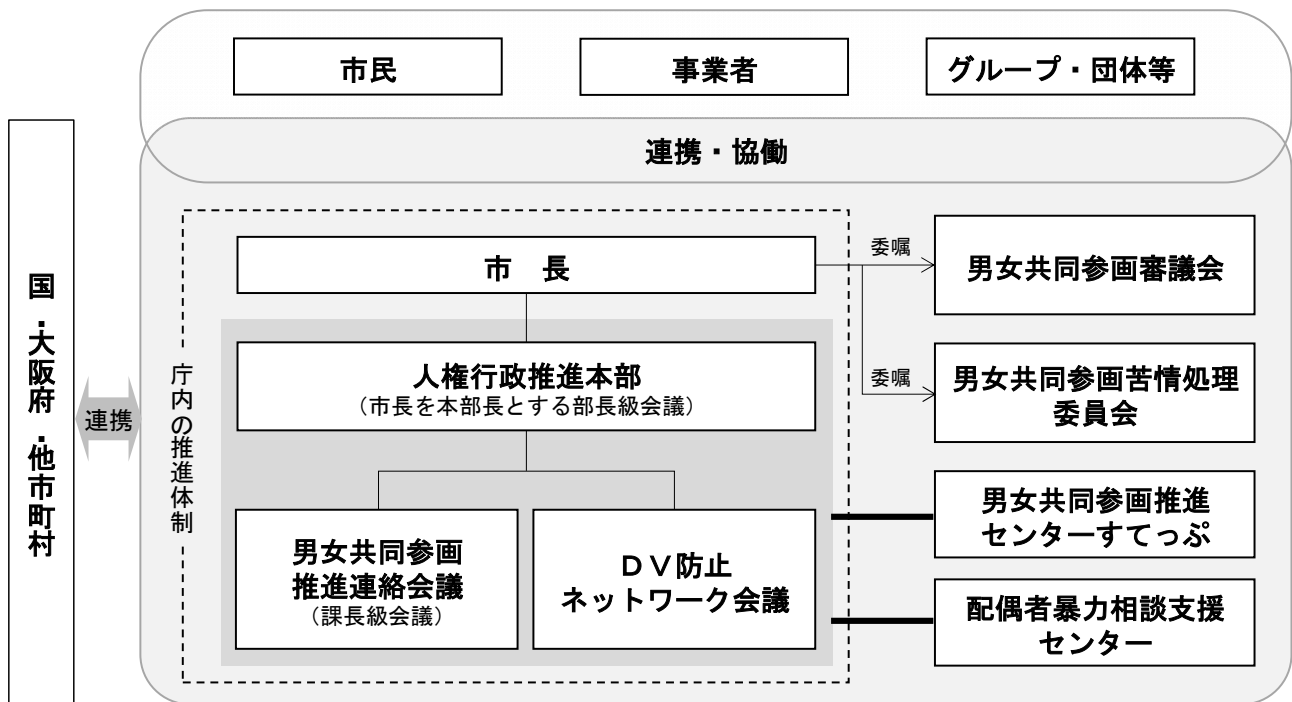 市民
事業者
グループ・団体等
連携・協働
国・大阪府・他市町村
連携
庁内の推進体制
市　長
委嘱
男女共同参画審議会
人権行政推進本部
（市長を本部長とする部長級会議）
委嘱
男女共同参画苦情処理
委員会
男女共同参画
推進連絡会議
（課長級会議）
ＤＶ防止
ネットワーク会議
男女共同参画推進
センターすてっぷ
配偶者暴力相談支援
センター